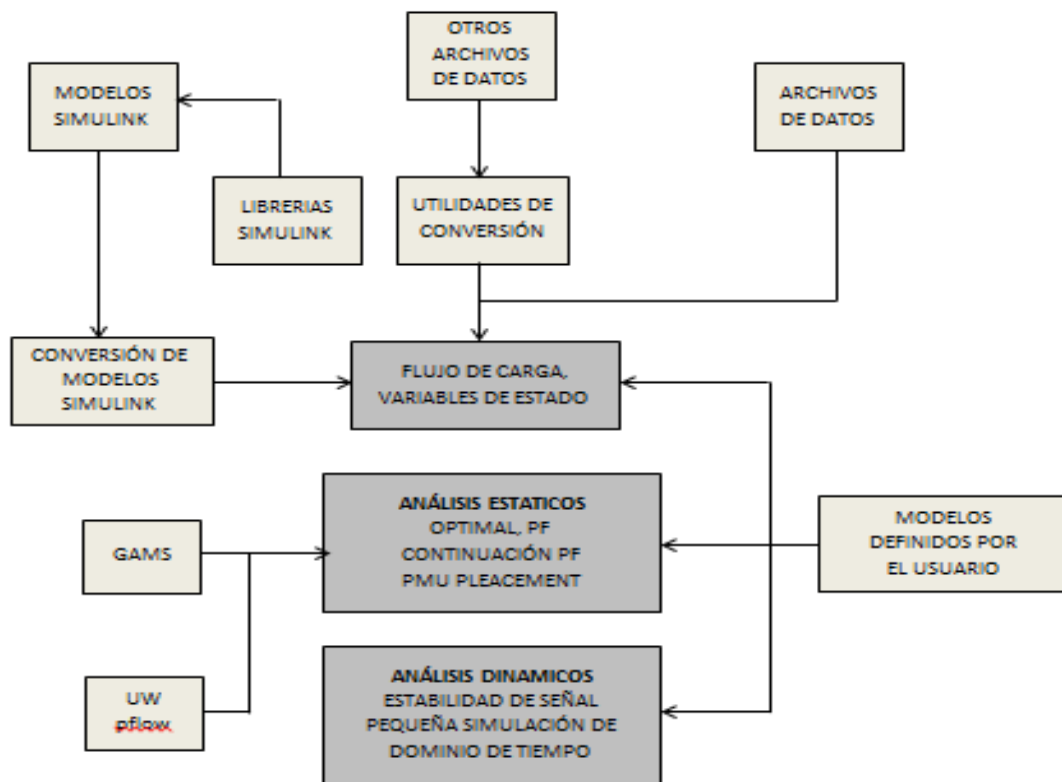 OTROS
ARCHIVOS
DE DATOS
MODELOS
SIMULINK
ARCHIVOS
DE DATOS
LIBRERIAS
SIMULINK
UTILIDADES DE
CONVERSIÓN
CONVERSIÓN DE
MODELOS
SIMULINK
FLUJO DE CARGA,
VARIABLES DE ESTADO
ANÁLISIS ESTATICOS
OPTIMAL, PF
CONTINUACIÓN PF
PMU PLEACEMENT
GAMS
MODELOS
DEFINIDOS POR
EL USUARIO
UW
pflow
ANÁLISIS DINAMICOS
ESTABILIDAD DE SEÑAL
PEQUEÑA SIMULACIÓN DE
DOMINIO DE TIEMPO